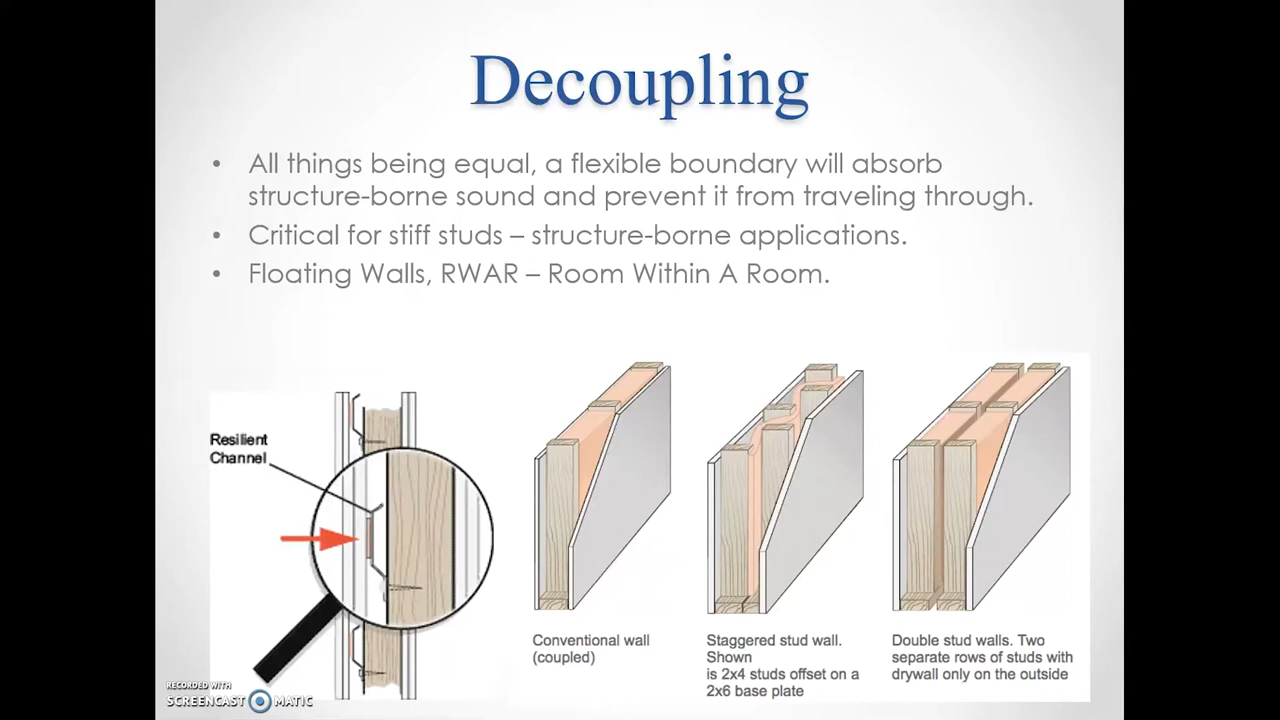 Decoupling
• All things being equal, a flexible boundary will absorb
structure-borne sound and prevent it from traveling through.
• Critical for stiff studs – structure-borne applications.
• Floating Walls, RWAR – Room Within A Room.
Resilient
Channel
Conventional wall
(coupled)
Staggered stud wall.
Shown
is 2x4 studs offset on a
2x6 base plate
Double stud walls. Two
separate rows of studs with
drywall only on the outside
RECORDED WITH
SCREENCAST MATIC